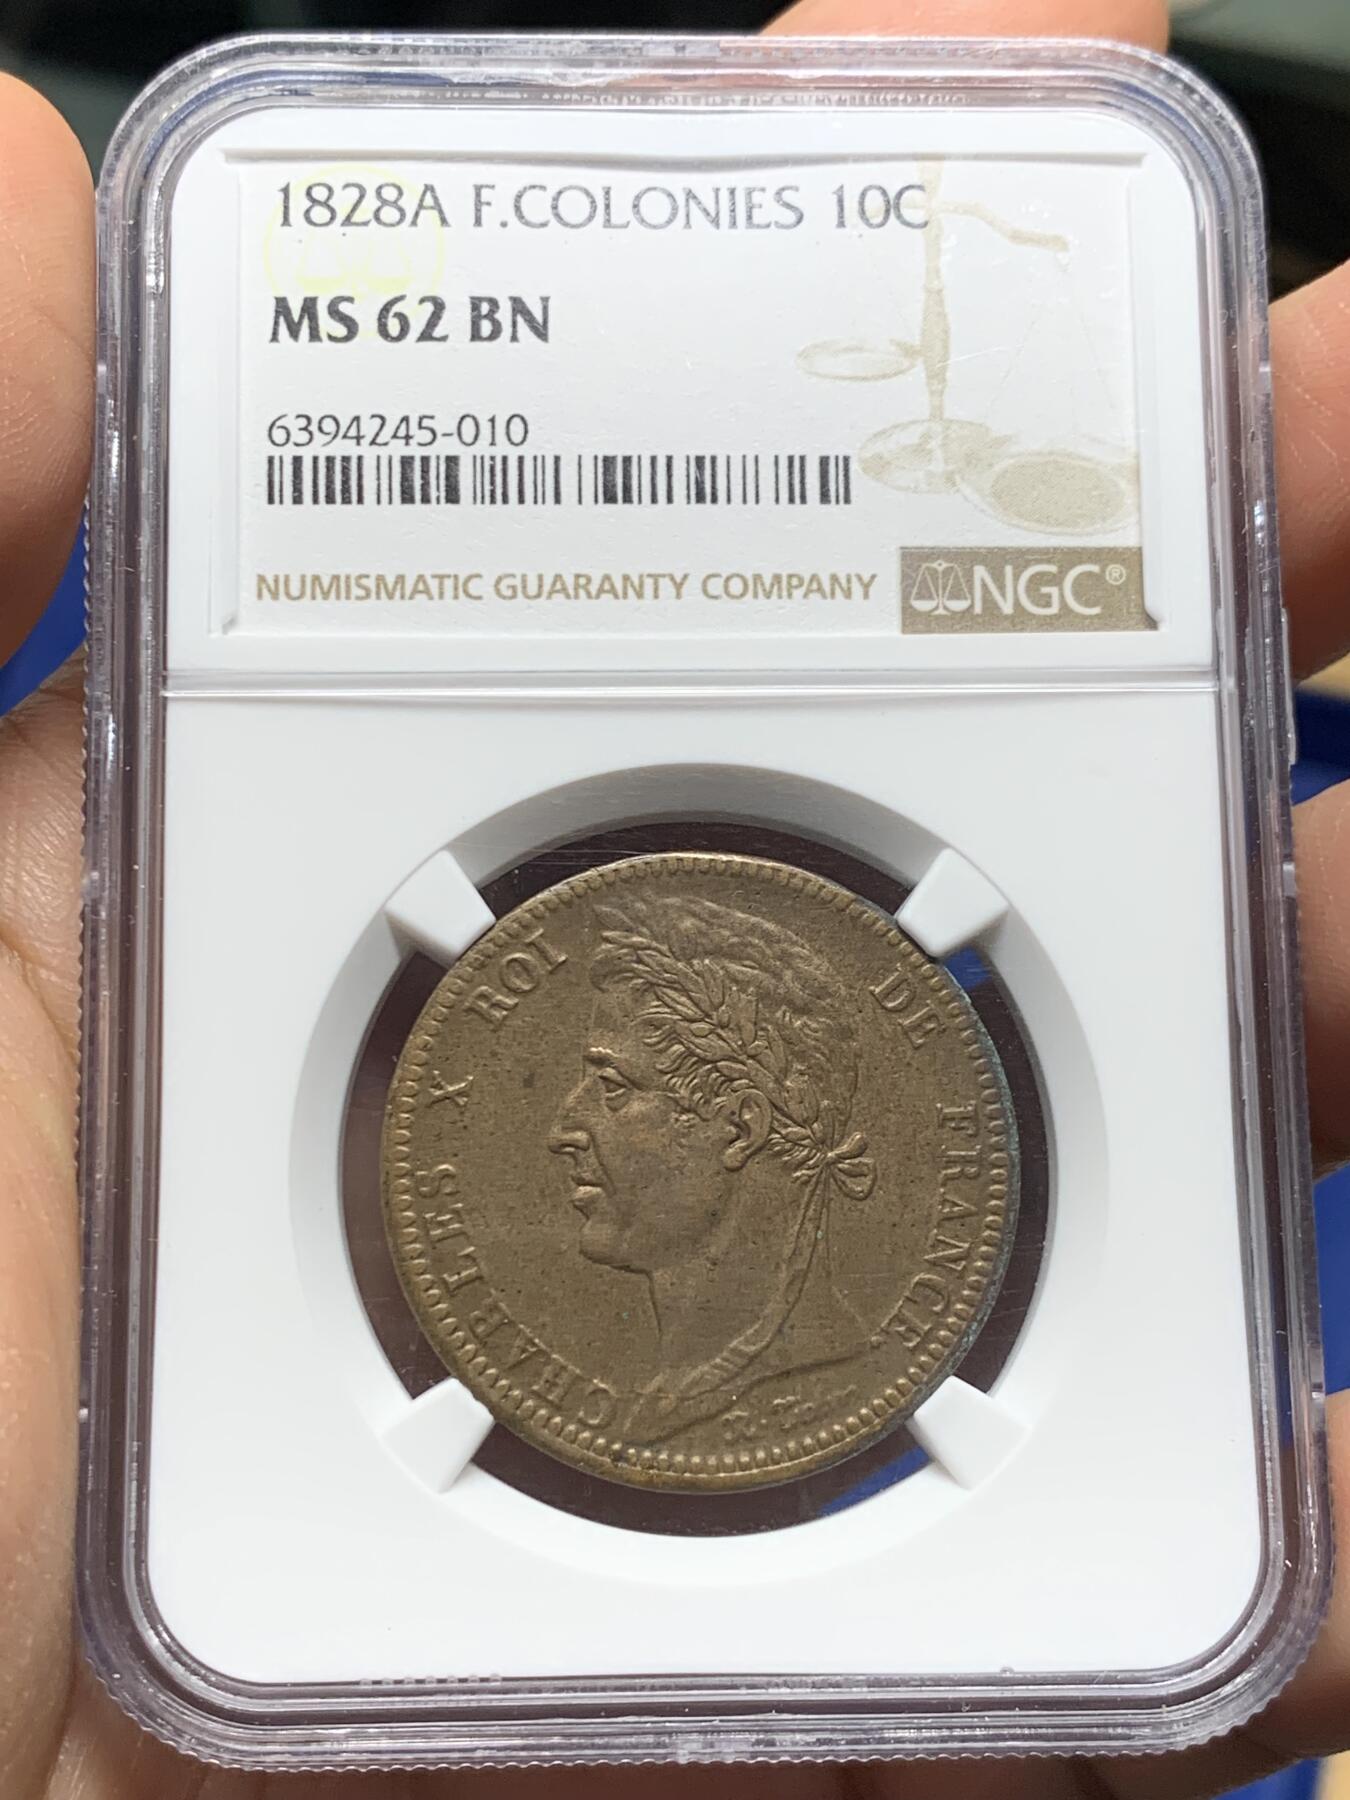 1828A F.COLONIES 10C
MS 62 BN
6394245-010
NUMISMATIC GUARANTY COMPANY
NGC®
CHARLES X ROI DE FRANCE.